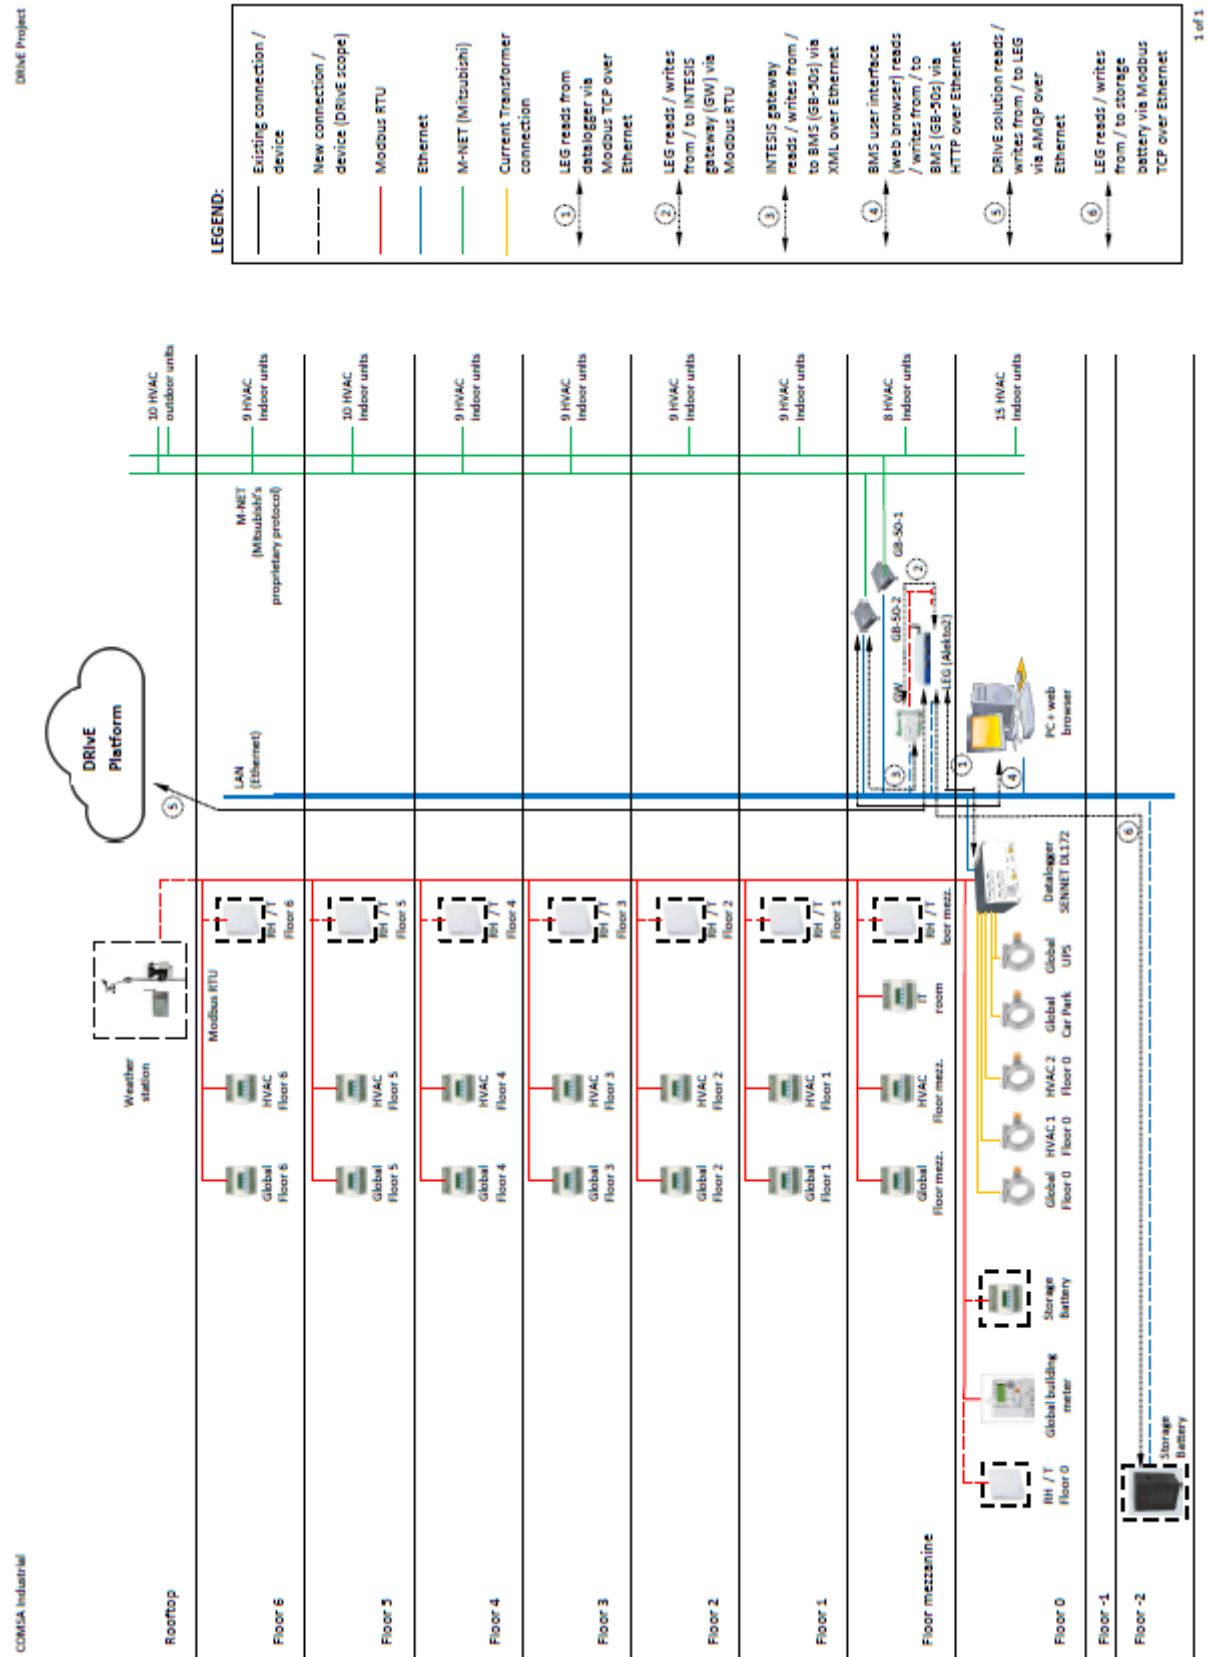 COMSA Industrial
DRIvE Project
Rooftop
Weather
station
DRIvE
Platform
5
10 HVAC
outdoor units
Floor 6
Global
Floor 6
HVAC
Floor 6
Modbus RTU
RH / T
Floor 6
LAN
(Ethernet)
M-NET
(Mitsubishi's
proprietary protocol)
9 HVAC
indoor units
Floor 5
Global
Floor 5
HVAC
Floor 5
RH / T
Floor 5
10 HVAC
indoor units
Floor 4
Global
Floor 4
HVAC
Floor 4
RH / T
Floor 4
9 HVAC
indoor units
Floor 3
Global
Floor 3
HVAC
Floor 3
RH / T
Floor 3
9 HVAC
indoor units
Floor 2
Global
Floor 2
HVAC
Floor 2
RH / T
Floor 2
9 HVAC
indoor units
Floor 1
Global
Floor 1
HVAC
Floor 1
RH / T
Floor 1
9 HVAC
indoor units
Floor mezzanine
Global
Floor mezz.
HVAC
Floor mezz.
IT
room
RH / T
loor mezz.
3
GW
GB-50-2
GB-50-1
2
LEG (Alekto2)
8 HVAC
indoor units
Floor 0
RH / T
Floor 0
Global building
meter
Storage
Battery
Global
Floor 0
HVAC 1
Floor 0
HVAC 2
Floor 0
Global
Car Park
Global
UPS
Datalogger
SENNET DL172
1
4
PC + web
browser
15 HVAC
indoor units
Floor -1
Floor -2
Storage
Battery
6
LEGEND:
Existing connection /
device
New connection /
device (DRIvE scope)
Modbus RTU
Ethernet
M-NET (Mitsubishi)
Current Transformer
connection
1
LEG reads from
datalogger via
Modbus TCP over
Ethernet
2
LEG reads / writes
from / to INTESIS
gateway (GW) via
Modbus RTU
3
INTESIS gateway
reads / writes from /
to BMS (GB-50s) via
XML over Ethernet
4
BMS user interface
(web browser) reads
/ writes from / to
BMS (GB-50s) via
HTTP over Ethernet
5
DRIvE solution reads /
writes from / to LEG
via AMQP over
Ethernet
6
LEG reads / writes
from / to storage
battery via Modbus
TCP over Ethernet
1 of 1